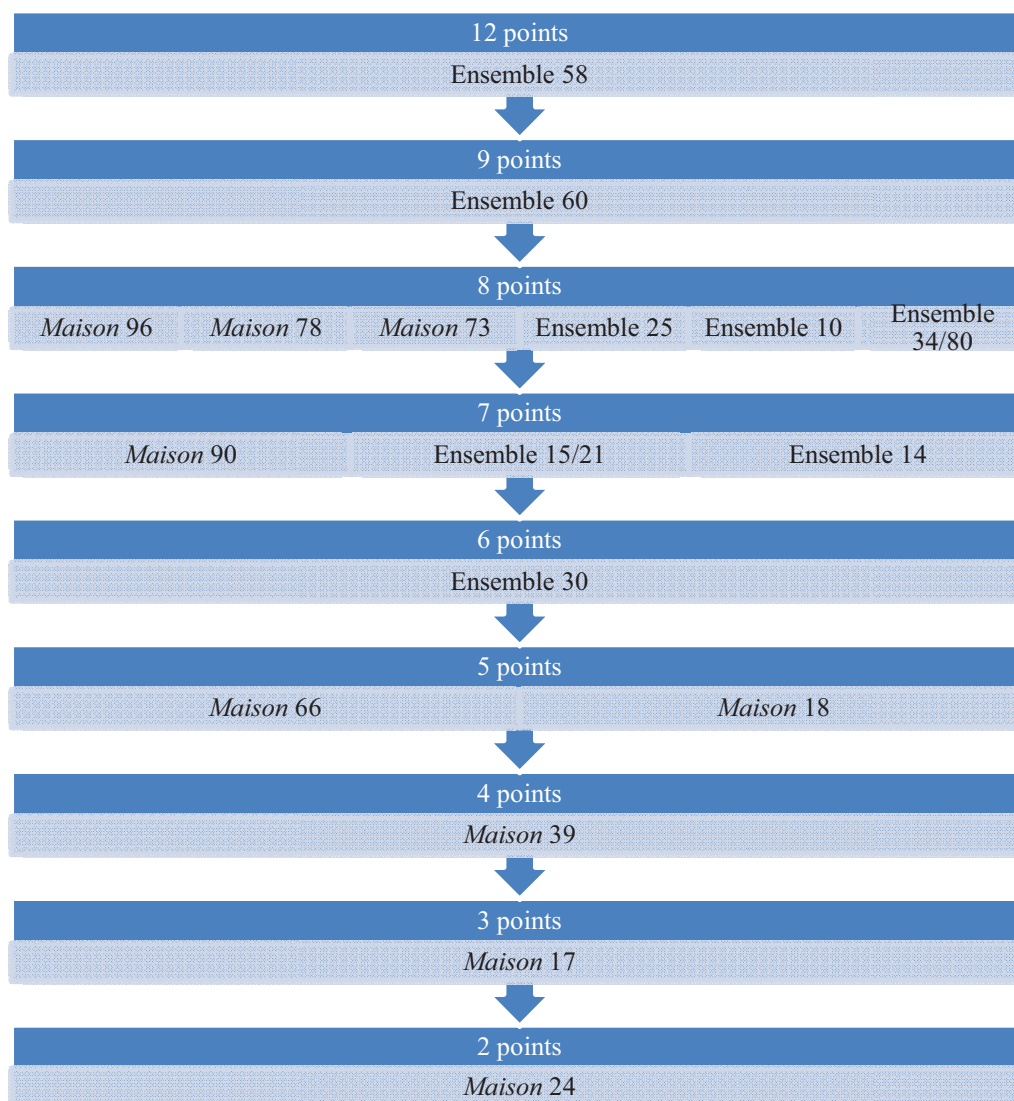 12 points
Ensemble 58
9 points
Ensemble 60
8 points
Maison 96 Maison 78 Maison 73 Ensemble 25 Ensemble 10 Ensemble 34/80
7 points
Maison 90 Ensemble 15/21 Ensemble 14
6 points
Ensemble 30
5 points
Maison 66 Maison 18
4 points
Maison 39
3 points
Maison 17
2 points
Maison 24